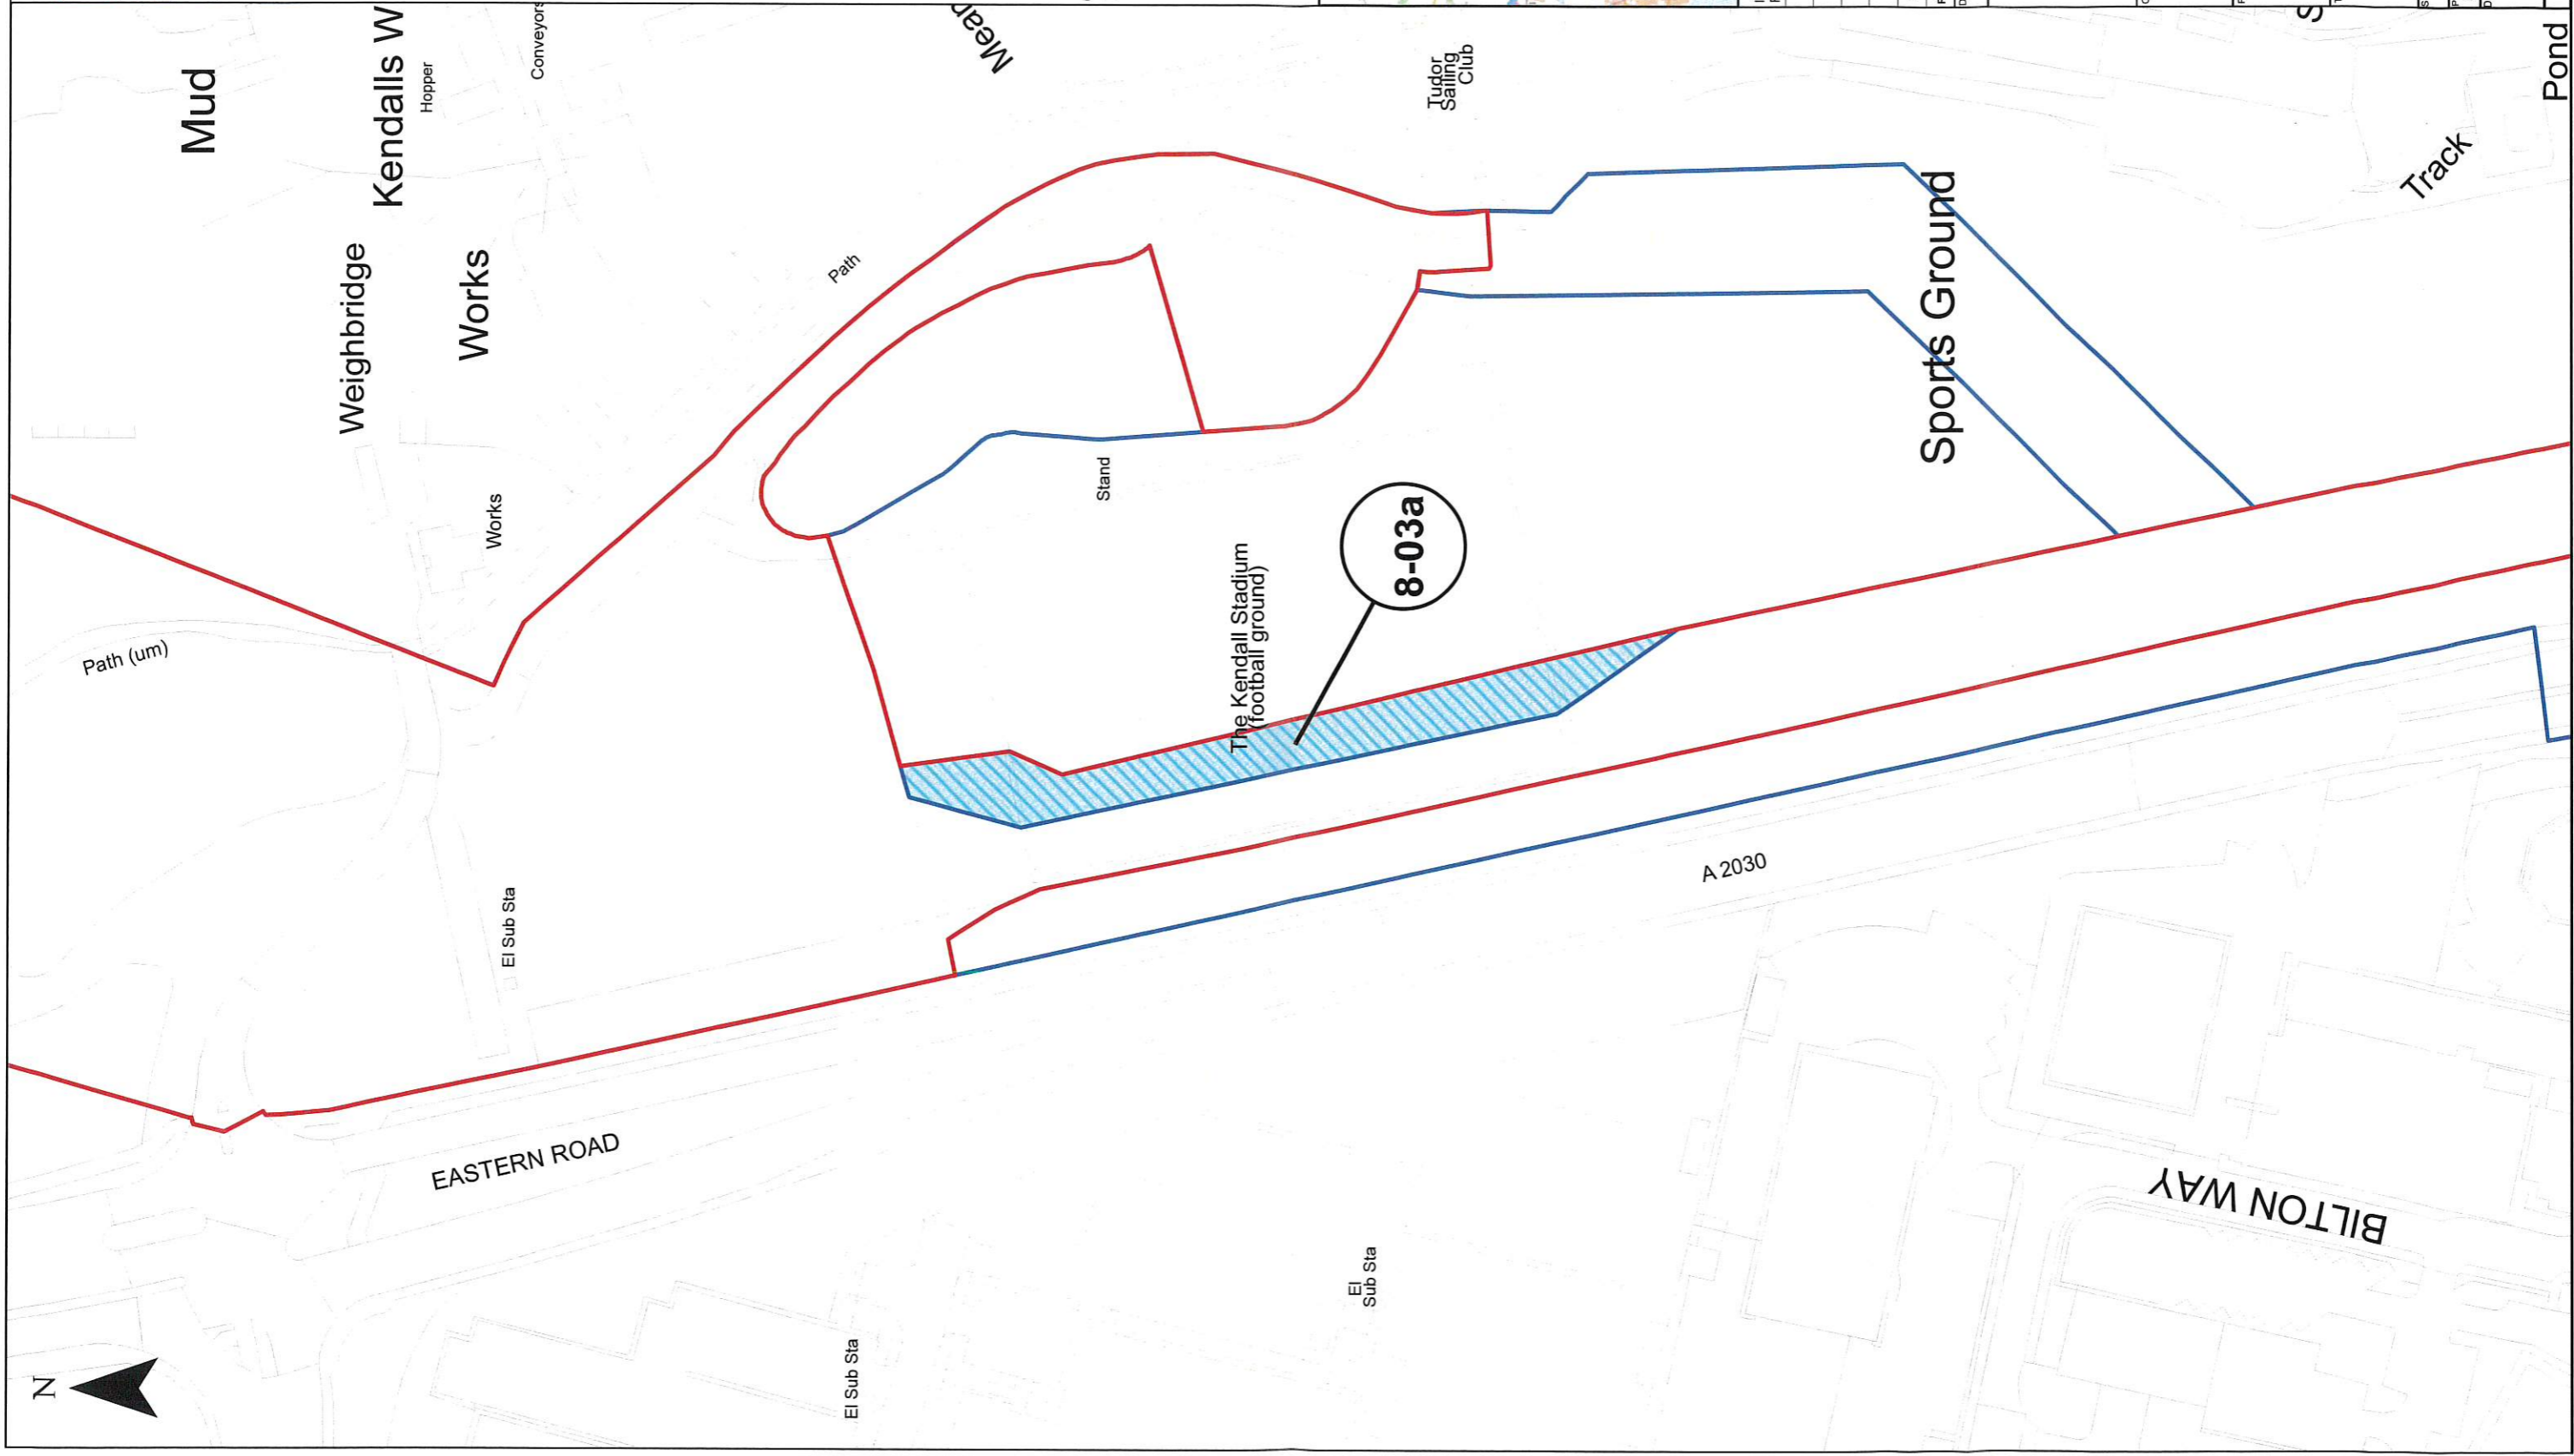 Mud
Kendalls W
Hopper
Conveyors
Mear
Tudor
Sailing
Club
Pond
Track
Weighbridge
Works
Path
Sports Ground
Works
Stand
Path (um)
8-03a
The Kendall Stadium
(football ground)
El Sub Sta
A 2030
EASTERN ROAD
BILTON WAY
El Sub Sta
El
Sub Sta
N